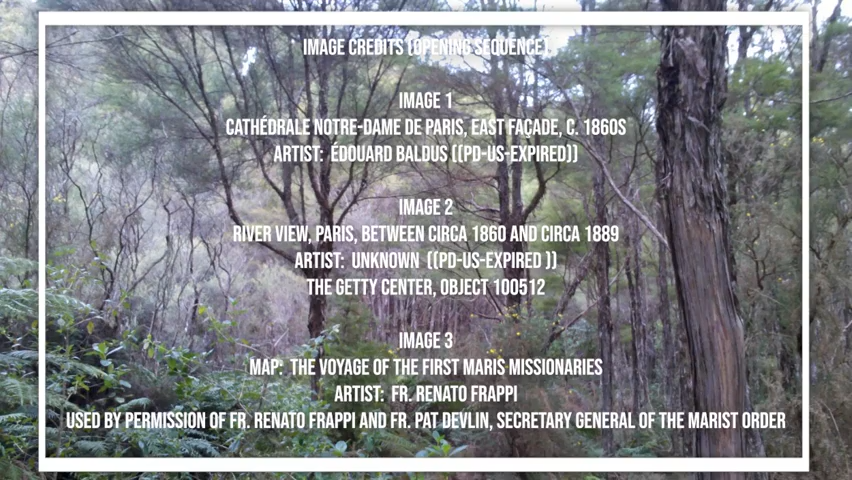 IMAGE CREDITS (OPENING SEQUENCE)
IMAGE 1
CATHÉDRALE NOTRE-DAME DE PARIS, EAST FAÇADE, C. 1860S
ARTIST: ÉDOUARD BALDUS ((PD-US-EXPIRED))
IMAGE 2
RIVER VIEW, PARIS, BETWEEN CIRCA 1860 AND CIRCA 1889
ARTIST: UNKNOWN ((PD-US-EXPIRED ))
THE GETTY CENTER, OBJECT 100512
IMAGE 3
MAP: THE VOYAGE OF THE FIRST MARIS MISSIONARIES
ARTIST: FR. RENATO FRAPPI
USED BY PERMISSION OF FR. RENATO FRAPPI AND FR. PAT DEVLIN, SECRETARY GENERAL OF THE MARIST ORDER